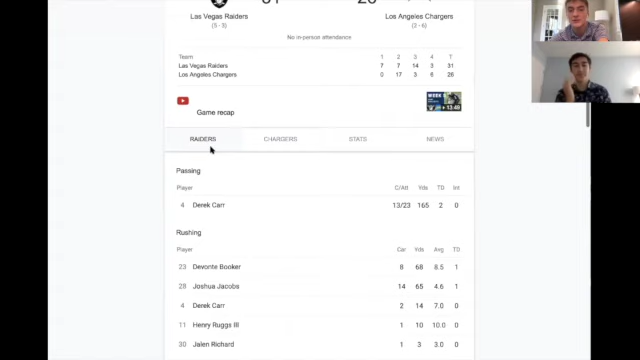 Las Vegas Raiders Los Angeles Chargers
(5 - 3) (2 - 6)
No in-person attendance
Team 1 2 3 4 T
Las Vegas Raiders 7 7 14 3 31
Los Angeles Chargers 0 17 3 6 26
WEEK
13:49
Game recap
RAIDERS CHARGERS STATS NEWS
Passing
Player C/Att Yds TD Int
4 Derek Carr 13/23 165 2 0
Rushing
Player Car Yds Avg TD
23 Devonte Booker 8 68 8.5 1
28 Joshua Jacobs 14 65 4.6 1
4 Derek Carr 2 14 7.0 0
11 Henry Ruggs III 1 10 10.0 0
30 Jalen Richard 1 3 3.0 0